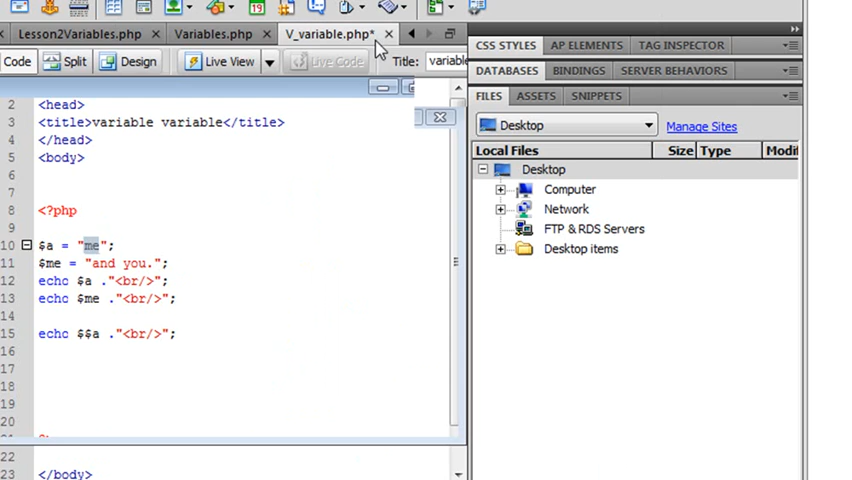 Lesson2Variables.php Variables.php V_variable.php*
Code Split Design Live View Live Code Title: variable
CSS STYLES AP ELEMENTS TAG INSPECTOR
DATABASES BINDINGS SERVER BEHAVIORS
FILES ASSETS SNIPPETS
Desktop Manage Sites
Local Files Size Type Modif
Desktop
Computer
Network
FTP & RDS Servers
Desktop items
2 <head>
3 <title>variable variable</title>
4 </head>
5 <body>
6
7
8 <?php
9
10 $a = "me";
11 $me = "and you.";
12 echo $a ."<br/>";
13 echo $me ."<br/>";
14
15 echo $$a ."<br/>";
16
17
18
19
20
22
23 </body>